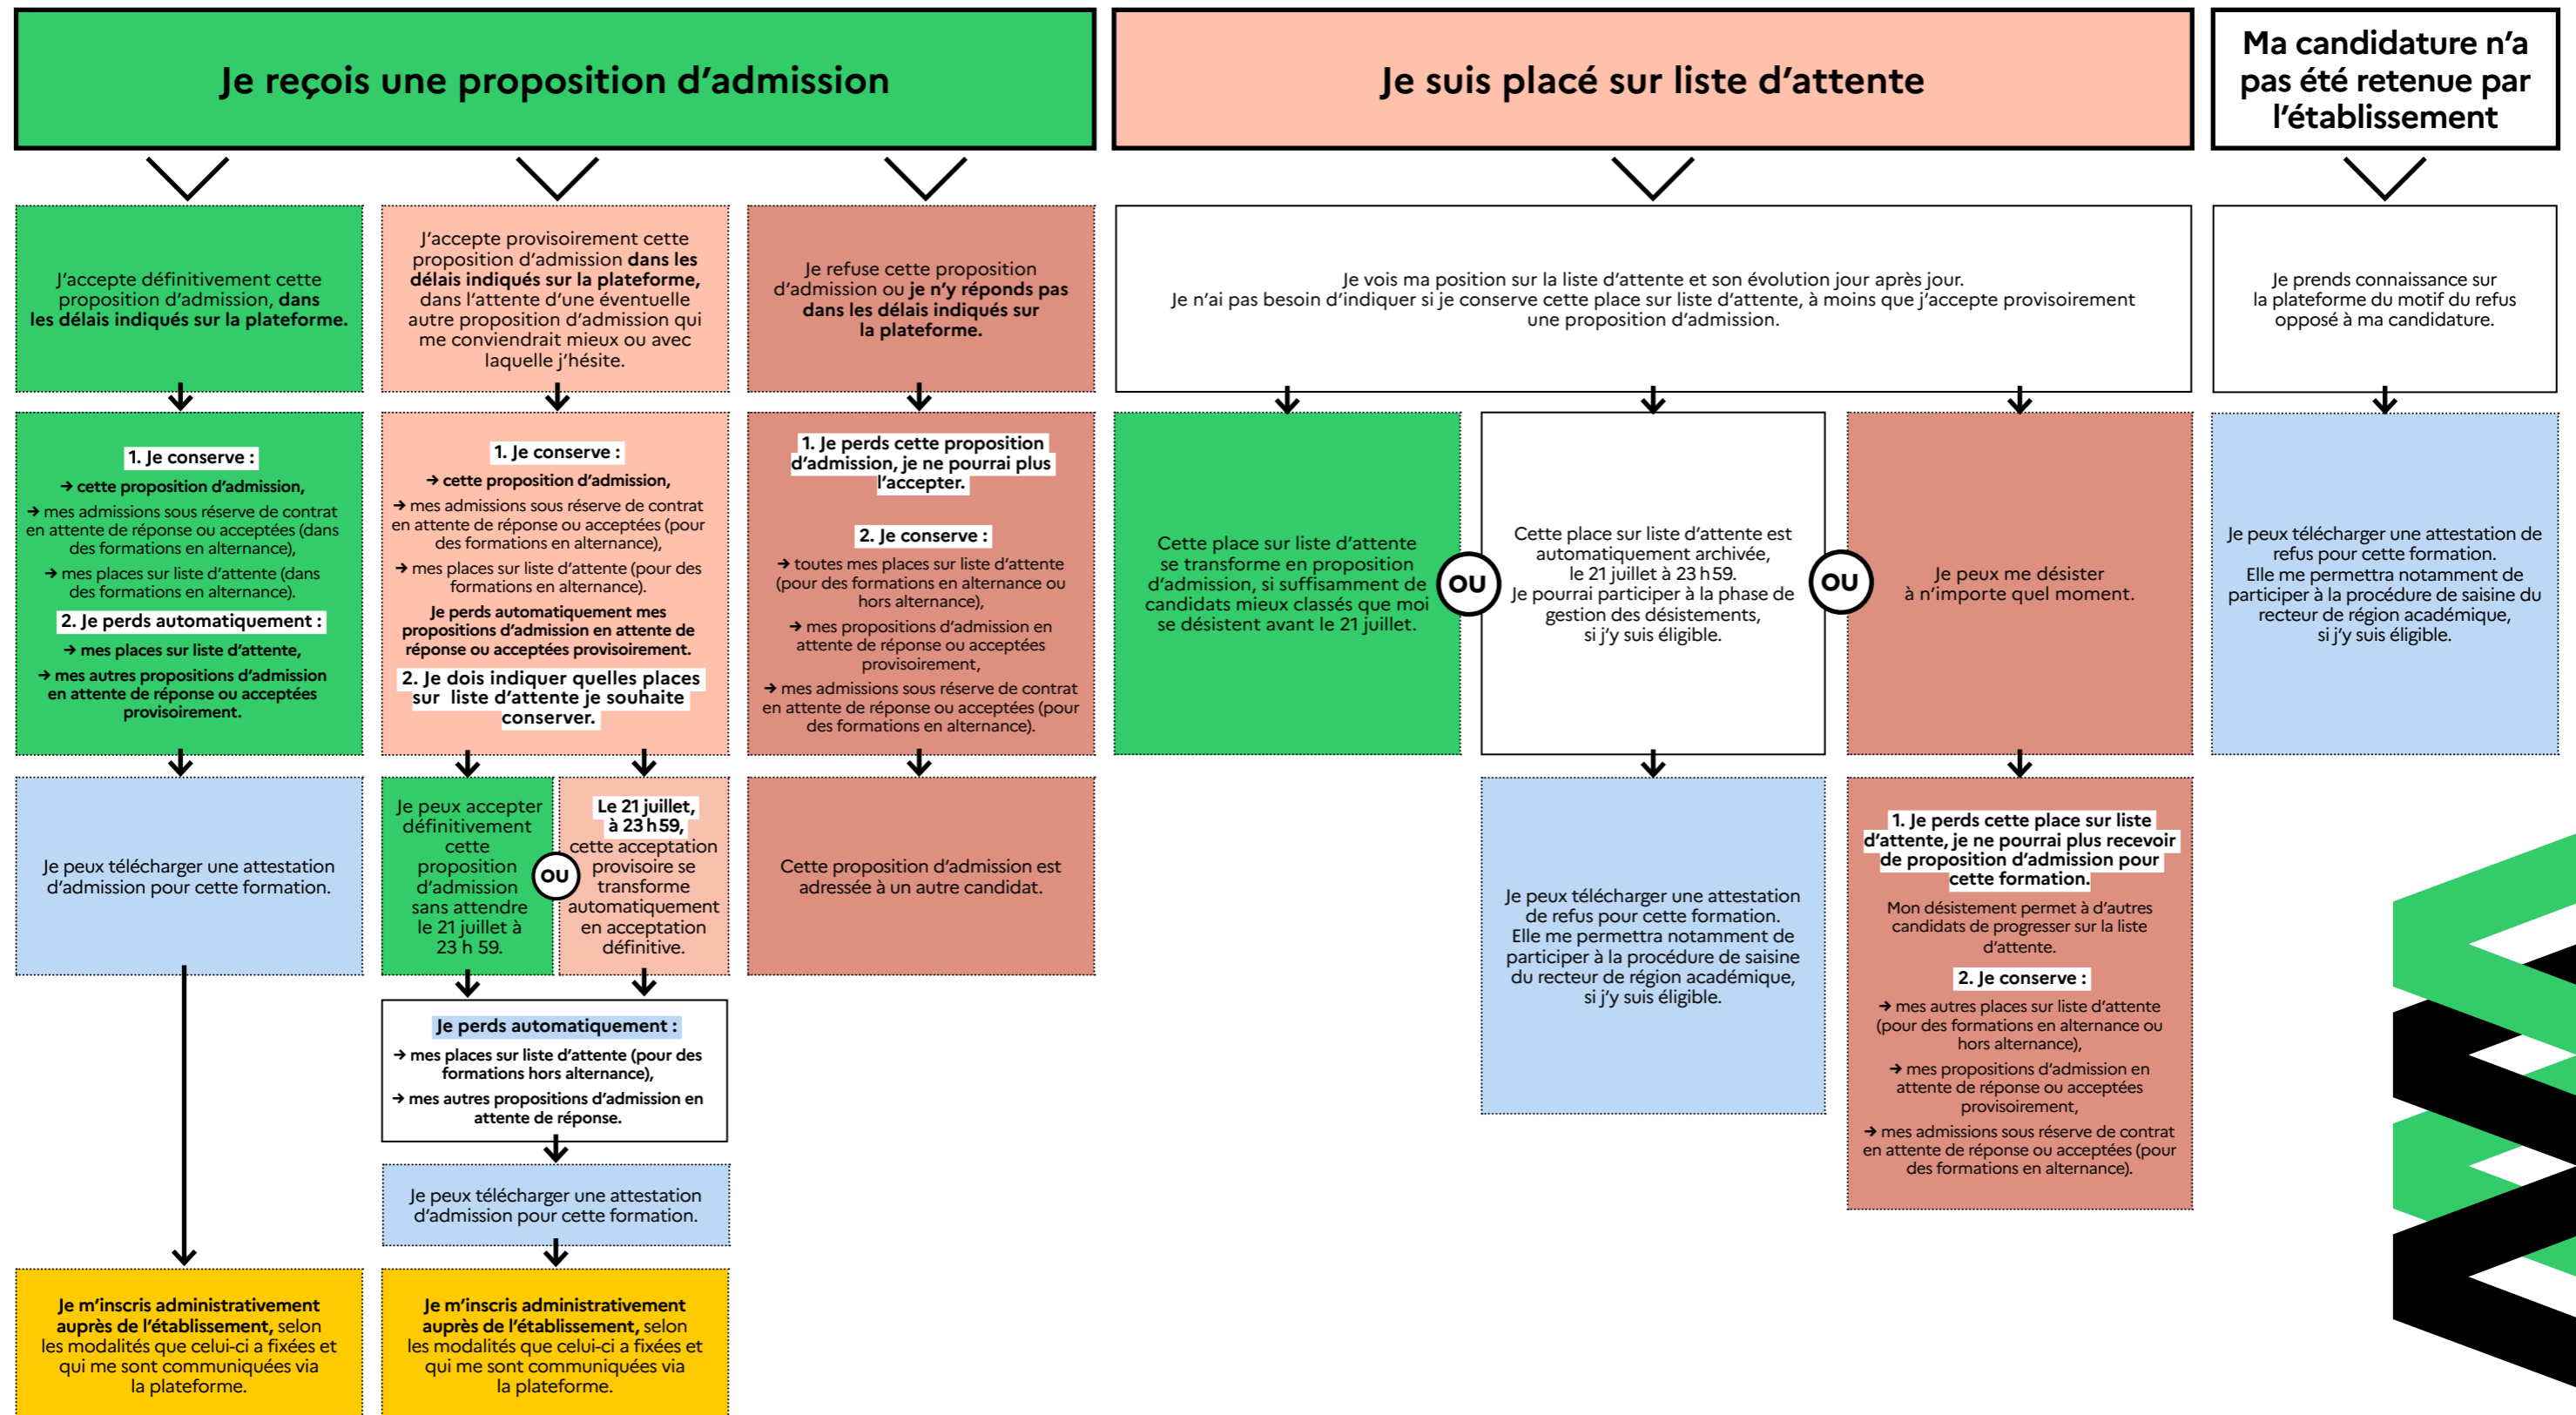 Je reçois une proposition d’admission
J’accepte définitivement cette
proposition d’admission, dans
les délais indiqués sur la plateforme.
1. Je conserve :
→ cette proposition d’admission,
→ mes admissions sous réserve de contrat
en attente de réponse ou acceptées (dans
des formations en alternance),
→ mes places sur liste d’attente (dans
des formations en alternance).
2. Je perds automatiquement :
→ mes places sur liste d’attente,
→ mes autres propositions d’admission
en attente de réponse ou acceptées
provisoirement.
Je peux télécharger une attestation
d’admission pour cette formation.
Je m’inscris administrativement
auprès de l’établissement, selon
les modalités que celui-ci a fixées et
qui me sont communiquées via
la plateforme.
J’accepte provisoirement cette
proposition d’admission dans les
délais indiqués sur la plateforme,
dans l’attente d’une éventuelle
autre proposition d’admission qui
me conviendrait mieux ou avec
laquelle j’hésite.
1. Je conserve :
→ cette proposition d’admission,
→ mes admissions sous réserve de contrat
en attente de réponse ou acceptées (pour
des formations en alternance),
→ mes places sur liste d’attente (pour des
formations en alternance).
Je perds automatiquement mes
propositions d’admission en attente de
réponse ou acceptées provisoirement.
2. Je dois indiquer quelles places
sur liste d’attente je souhaite
conserver.
Je peux accepter
définitivement
cette
proposition
d’admission
sans attendre
le 21 juillet à
23 h 59.
OU
Le 21 juillet,
à 23 h 59,
cette acceptation
provisoire se
transforme
automatiquement
en acceptation
définitive.
Je perds automatiquement :
→ mes places sur liste d’attente (pour des
formations hors alternance),
→ mes autres propositions d’admission en
attente de réponse.
Je peux télécharger une attestation
d’admission pour cette formation.
Je m’inscris administrativement
auprès de l’établissement, selon
les modalités que celui-ci a fixées et
qui me sont communiquées via
la plateforme.
Je refuse cette proposition
d’admission ou je n’y réponds pas
dans les délais indiqués sur
la plateforme.
1. Je perds cette proposition
d’admission, je ne pourrai plus
l’accepter.
2. Je conserve :
→ toutes mes places sur liste d’attente
(pour des formations en alternance ou
hors alternance),
→ mes propositions d’admission en
attente de réponse ou acceptées
provisoirement,
→ mes admissions sous réserve de contrat
en attente de réponse ou acceptées (pour
des formations en alternance).
Cette proposition d’admission est
adressée à un autre candidat.
Je suis placé sur liste d’attente
Je vois ma position sur la liste d’attente et son évolution jour après jour.
Je n’ai pas besoin d’indiquer si je conserve cette place sur liste d’attente, à moins que j’accepte provisoirement
une proposition d’admission.
Cette place sur liste d’attente
se transforme en proposition
d’admission, si suffisamment de
candidats mieux classés que moi
se désistent avant le 21 juillet.
OU
Cette place sur liste d’attente est
automatiquement archivée,
le 21 juillet à 23 h 59.
Je pourrai participer à la phase de
gestion des désistements,
si j’y suis éligible.
Je peux télécharger une attestation
de refus pour cette formation.
Elle me permettra notamment de
participer à la procédure de saisine
du recteur de région académique,
si j’y suis éligible.
OU
Je peux me désister
à n’importe quel moment.
1. Je perds cette place sur liste
d’attente, je ne pourrai plus recevoir
de proposition d’admission pour
cette formation.
Mon désistement permet à d’autres
candidats de progresser sur la liste
d’attente.
2. Je conserve :
→ mes autres places sur liste d’attente
(pour des formations en alternance ou
hors alternance),
→ mes propositions d’admission en
attente de réponse ou acceptées
provisoirement,
→ mes admissions sous réserve de contrat
en attente de réponse ou acceptées (pour
des formations en alternance).
Ma candidature n’a
pas été retenue par
l’établissement
Je prends connaissance sur
la plateforme du motif du refus
opposé à ma candidature.
Je peux télécharger une attestation de
refus pour cette formation.
Elle me permettra notamment de
participer à la procédure de saisine du
recteur de région académique,
si j’y suis éligible.